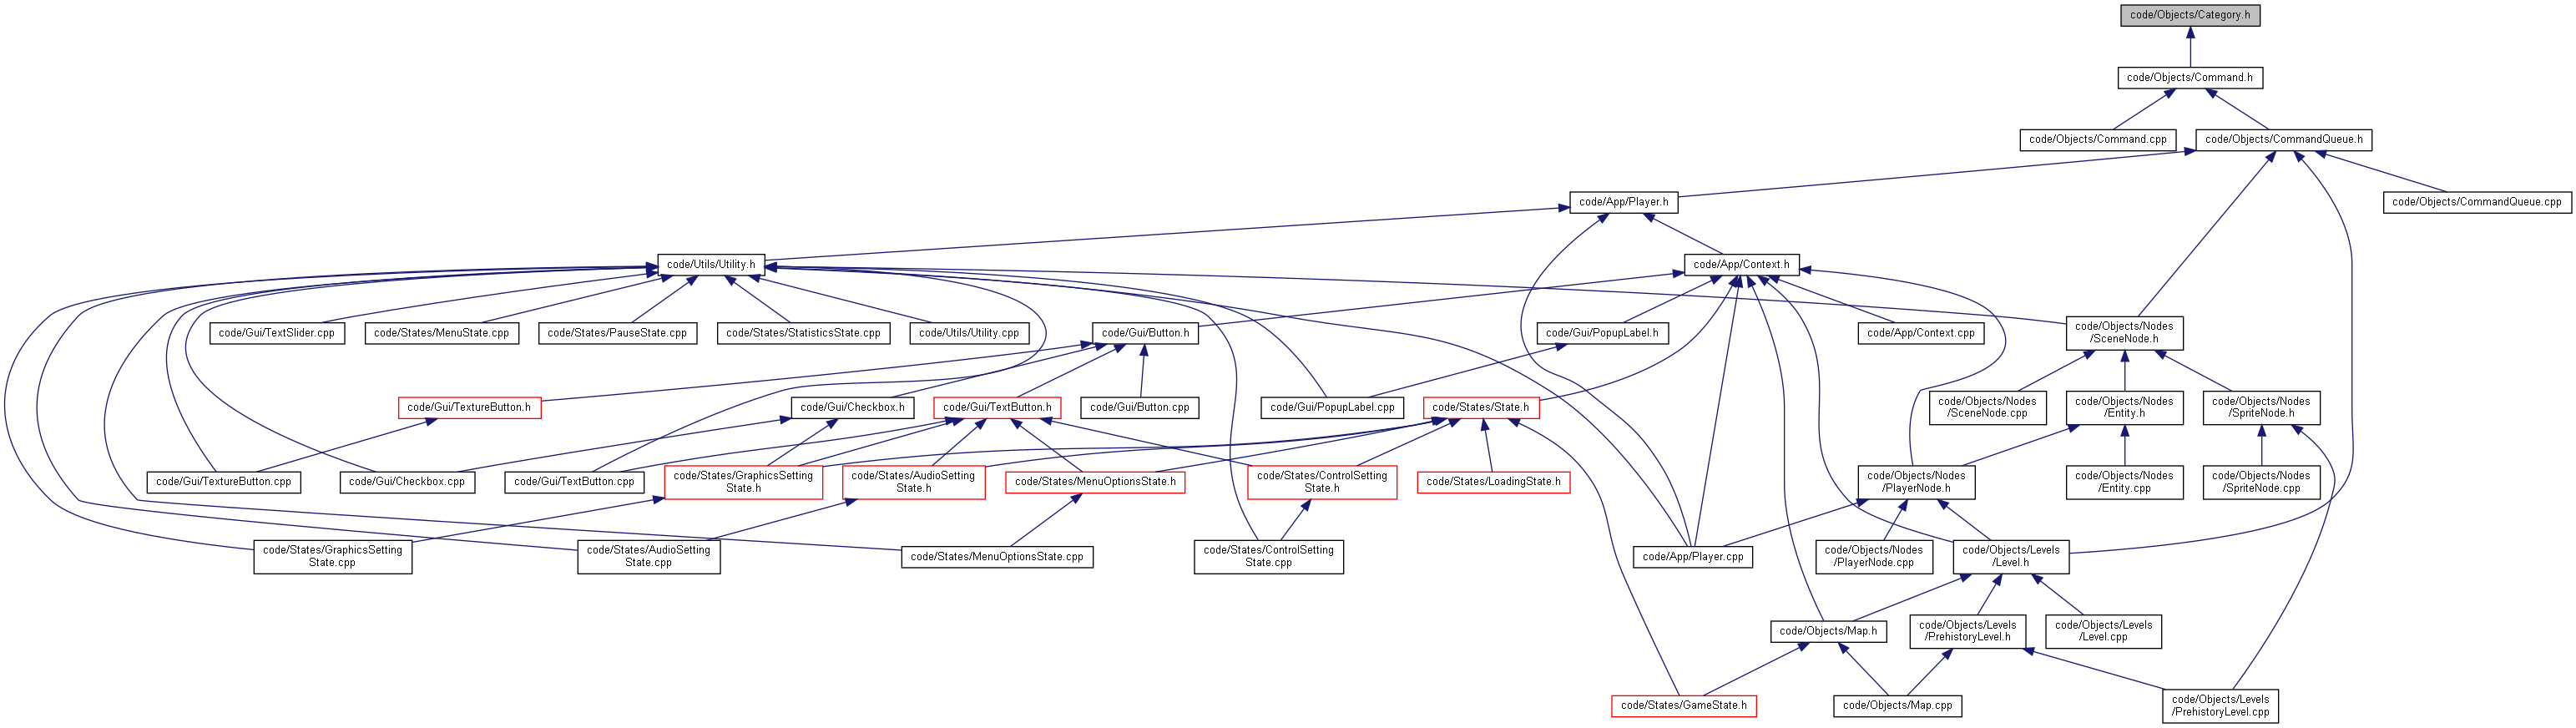 code/Objects/Category.h
code/Objects/Command.h
code/Objects/Command.cpp
code/Objects/CommandQueue.h
code/App/Player.h
code/Objects/CommandQueue.cpp
code/Utils/Utility.h
code/App/Context.h
code/Gui/TextSlider.cpp
code/States/MenuState.cpp
code/States/PauseState.cpp
code/States/StatisticsState.cpp
code/Utils/Utility.cpp
code/Gui/Button.h
code/Gui/PopupLabel.h
code/App/Context.cpp
code/Objects/Nodes
/SceneNode.h
code/Gui/TextureButton.h
code/Gui/Checkbox.h
code/Gui/TextButton.h
code/Gui/Button.cpp
code/Gui/PopupLabel.cpp
code/States/State.h
code/Objects/Nodes
/SceneNode.cpp
code/Objects/Nodes
/Entity.h
code/Objects/Nodes
/SpriteNode.h
code/Gui/TextureButton.cpp
code/Gui/Checkbox.cpp
code/Gui/TextButton.cpp
code/States/GraphicsSetting
State.h
code/States/AudioSetting
State.h
code/States/MenuOptionsState.h
code/States/ControlSetting
State.h
code/States/LoadingState.h
code/Objects/Nodes
/PlayerNode.h
code/Objects/Nodes
/Entity.cpp
code/Objects/Nodes
/SpriteNode.cpp
code/States/GraphicsSetting
State.cpp
code/States/AudioSetting
State.cpp
code/States/MenuOptionsState.cpp
code/States/ControlSetting
State.cpp
code/App/Player.cpp
code/Objects/Nodes
/PlayerNode.cpp
code/Objects/Levels
/Level.h
code/Objects/Map.h
code/Objects/Levels
/PrehistoryLevel.h
code/Objects/Levels
/Level.cpp
code/States/GameState.h
code/Objects/Map.cpp
code/Objects/Levels
/PrehistoryLevel.cpp